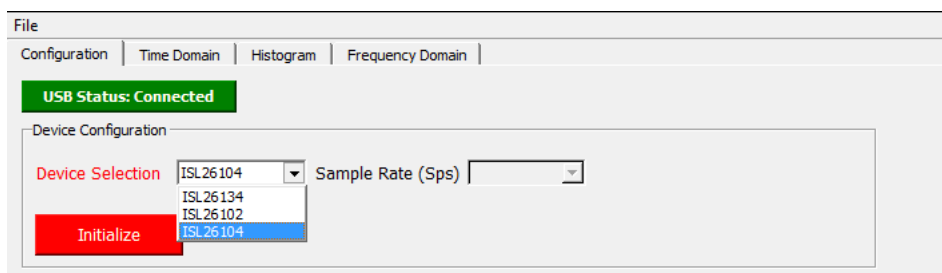 File
Configuration Time Domain Histogram Frequency Domain
USB Status: Connected
Device Configuration
Device Selection ISL26104 Sample Rate (Sps)
ISL26134
ISL26102
ISL26104
Initialize